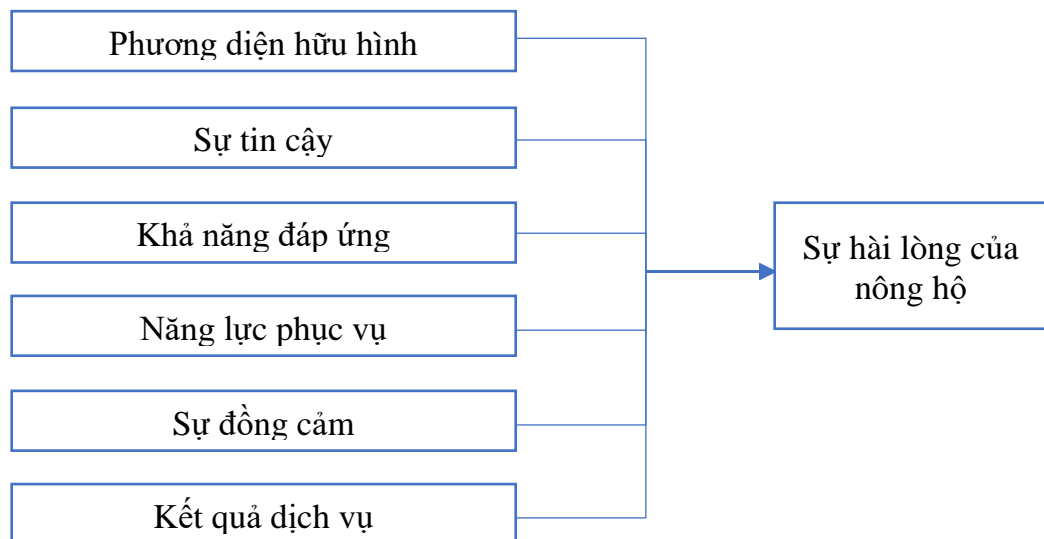 Phương diện hữu hình
Sự tin cậy
Khả năng đáp ứng
Năng lực phục vụ
Sự đồng cảm
Kết quả dịch vụ
Sự hài lòng của
nông hộ